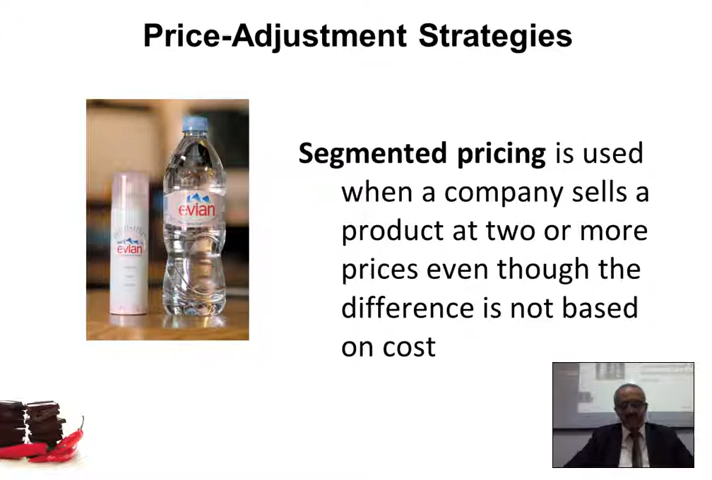 Price-Adjustment Strategies
evian
evian
Segmented pricing is used
when a company sells a
product at two or more
prices even though the
difference is not based
on cost